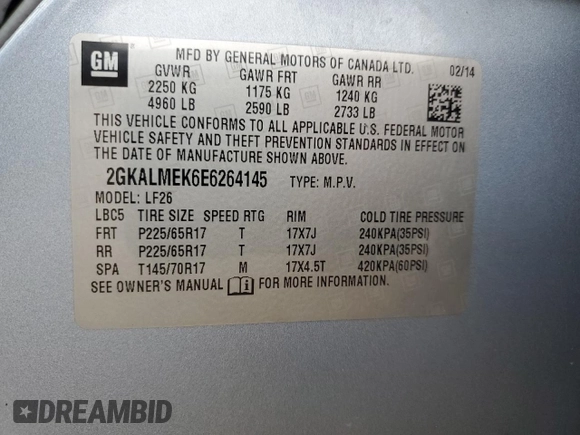 GM
MFD BY GENERAL MOTORS OF CANADA LTD. 02/14
GVWR GAWR FRT GAWR RR
2250 KG 1175 KG 1240 KG
4960 LB 2590 LB 2733 LB
THIS VEHICLE CONFORMS TO ALL APPLICABLE U.S. FEDERAL MOTOR
VEHICLE SAFETY AND THEFT PREVENTION STANDARDS IN EFFECT ON
THE DATE OF MANUFACTURE SHOWN ABOVE.
2GKALMEK6E6264145 TYPE: M.P.V.
MODEL: LF26
LBC5 TIRE SIZE SPEED RTG RIM COLD TIRE PRESSURE
FRT P225/65R17 T 17X7J 240KPA(35PSI)
RR P225/65R17 T 17X7J 240KPA(35PSI)
SPA T145/70R17 M 17X4.5T 420KPA(60PSI)
SEE OWNER'S MANUAL FOR MORE INFORMATION.
DREAMBID